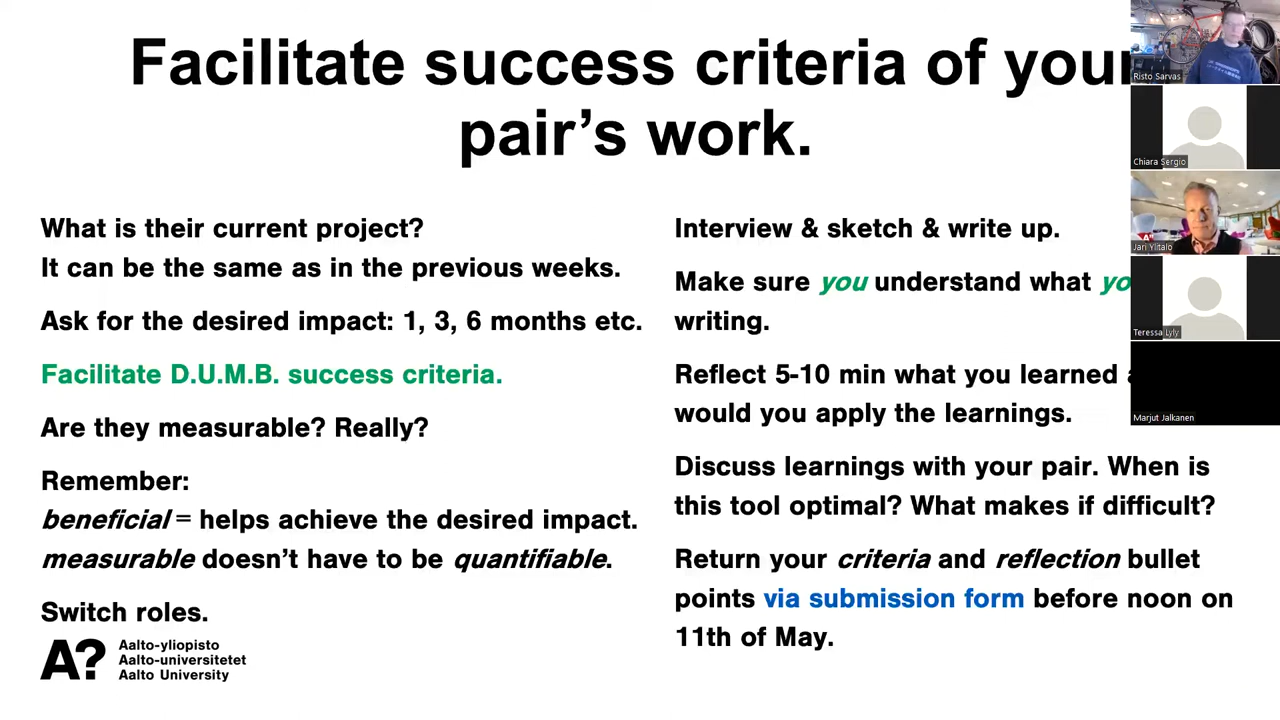 Facilitate success criteria of your
pair's work.
What is their current project?
It can be the same as in the previous weeks.
Ask for the desired impact: 1, 3, 6 months etc.
Facilitate D.U.M.B. success criteria.
Are they measurable? Really?
Remember:
beneficial = helps achieve the desired impact.
measurable doesn't have to be quantifiable.
Switch roles.
A?
Aalto-yliopisto
Aalto-universitetet
Aalto University
Interview & sketch & write up.
Make sure you understand what
writing.
Reflect 5-10 min what you learned
would you apply the learnings.
Discuss learnings with your pair. When is
this tool optimal? What makes if difficult?
Return your criteria and reflection bullet
points via submission form before noon on
11th of May.
Risto Sarvas
Chiara Sergio
Jari Ylitalo
Teressa Lyly
Marjut Jalkanen